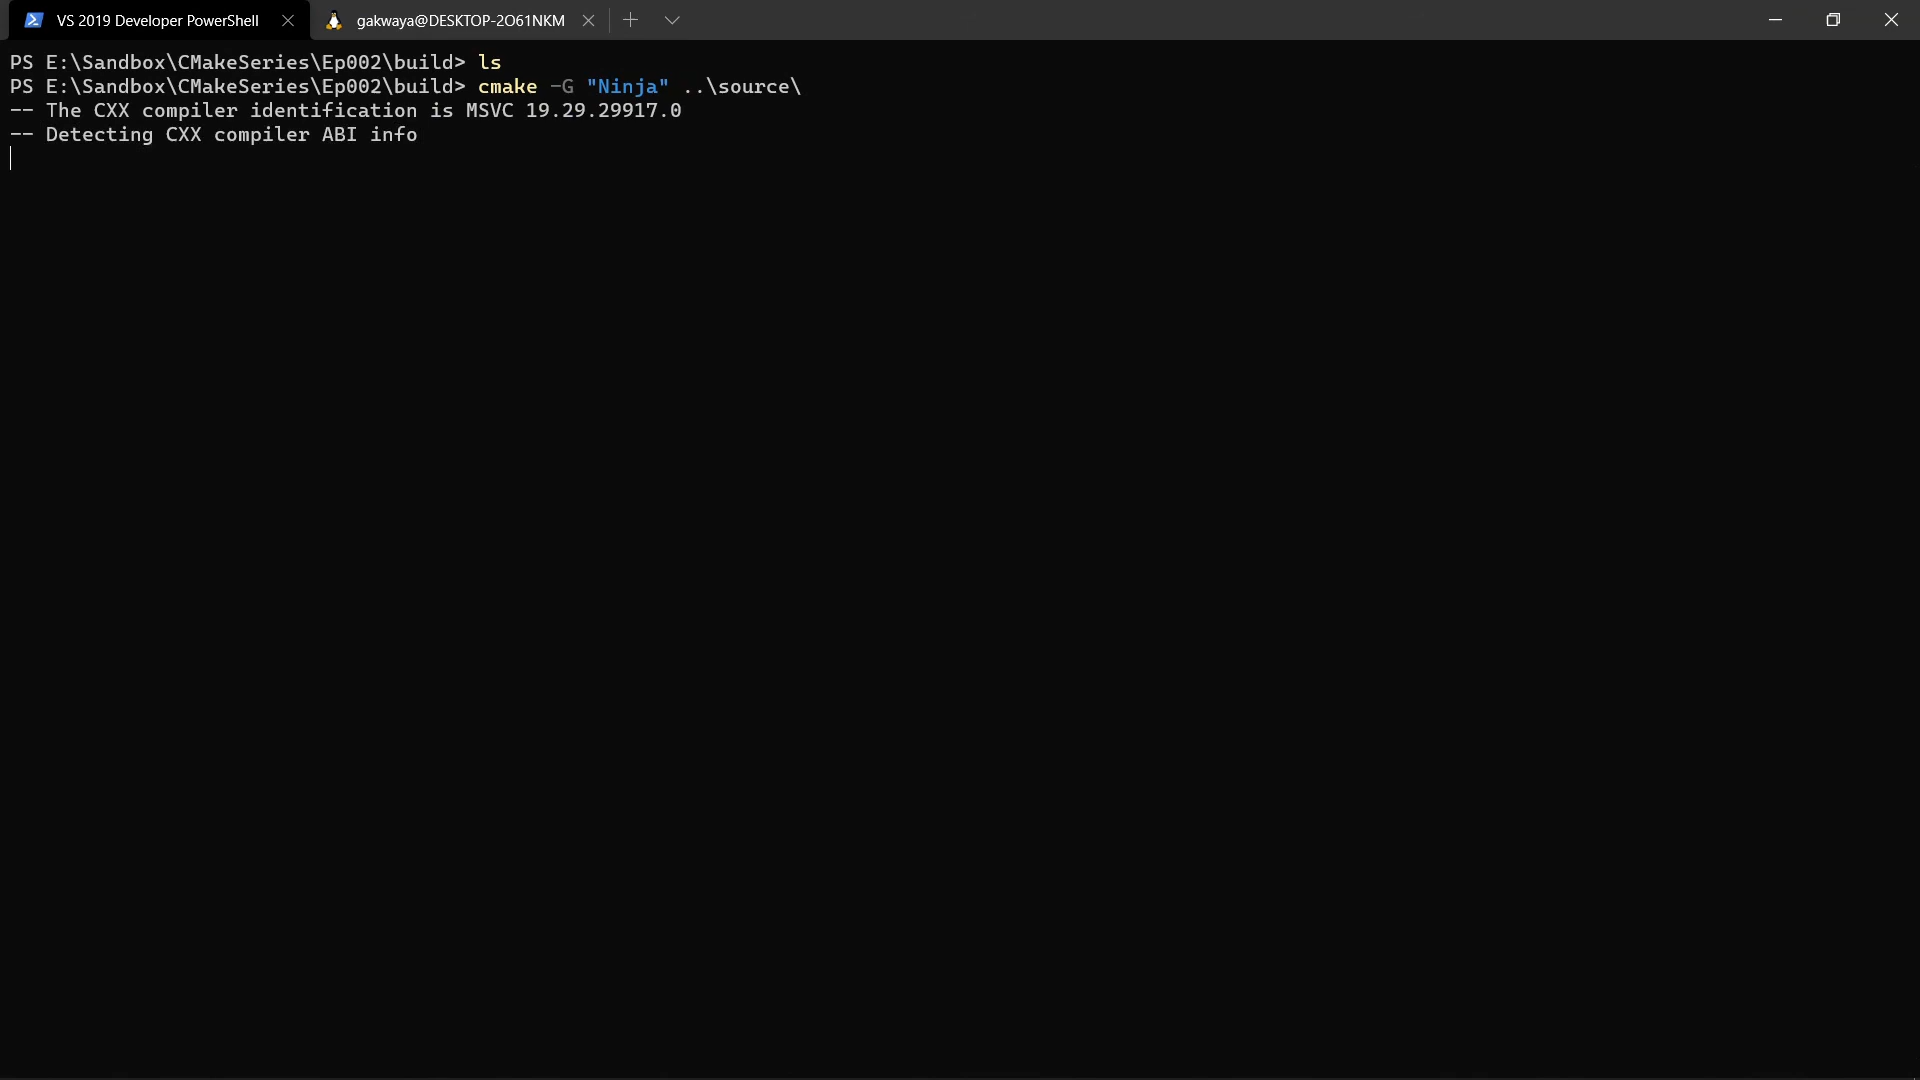 VS 2019 Developer PowerShell
gakwaya@DESKTOP-2O61NKM
PS E:\Sandbox\CMakeSeries\Ep002\build> ls
PS E:\Sandbox\CMakeSeries\Ep002\build> cmake -G "Ninja" ..\source\
-- The CXX compiler identification is MSVC 19.29.29917.0
-- Detecting CXX compiler ABI info